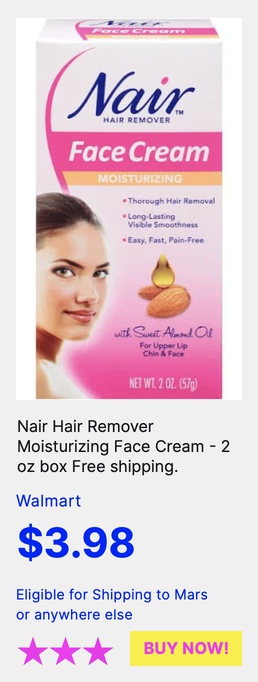 Nair
Face Cream
Nair™
HAIR REMOVER
Face Cream
MOISTURIZING
• Thorough Hair Removal
• Long-Lasting
Visible Smoothness
• Easy, Fast, Pain-Free
with Sweet Almond Oil
For Upper Lip
Chin & Face
NET WT. 2 OZ. (57g)
Nair Hair Remover
Moisturizing Face Cream - 2
oz box Free shipping.
Walmart
$3.98
Eligible for Shipping to Mars
or anywhere else
BUY NOW!